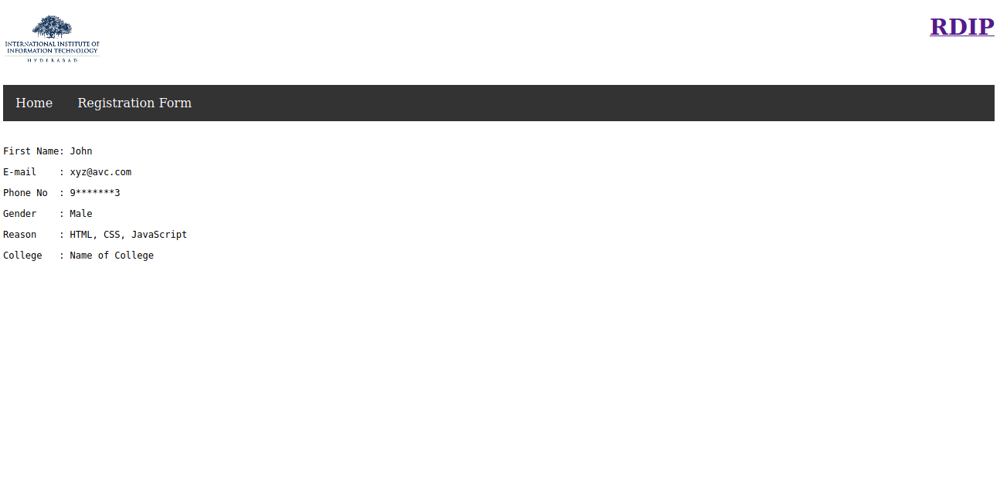 INTERNATIONAL INSTITUTE OF
INFORMATION TECHNOLOGY
HYDERABAD
RDIP
Home Registration Form
First Name: John
E-mail    : xyz@avc.com
Phone No  : 9*******3
Gender    : Male
Reason    : HTML, CSS, JavaScript
College   : Name of College